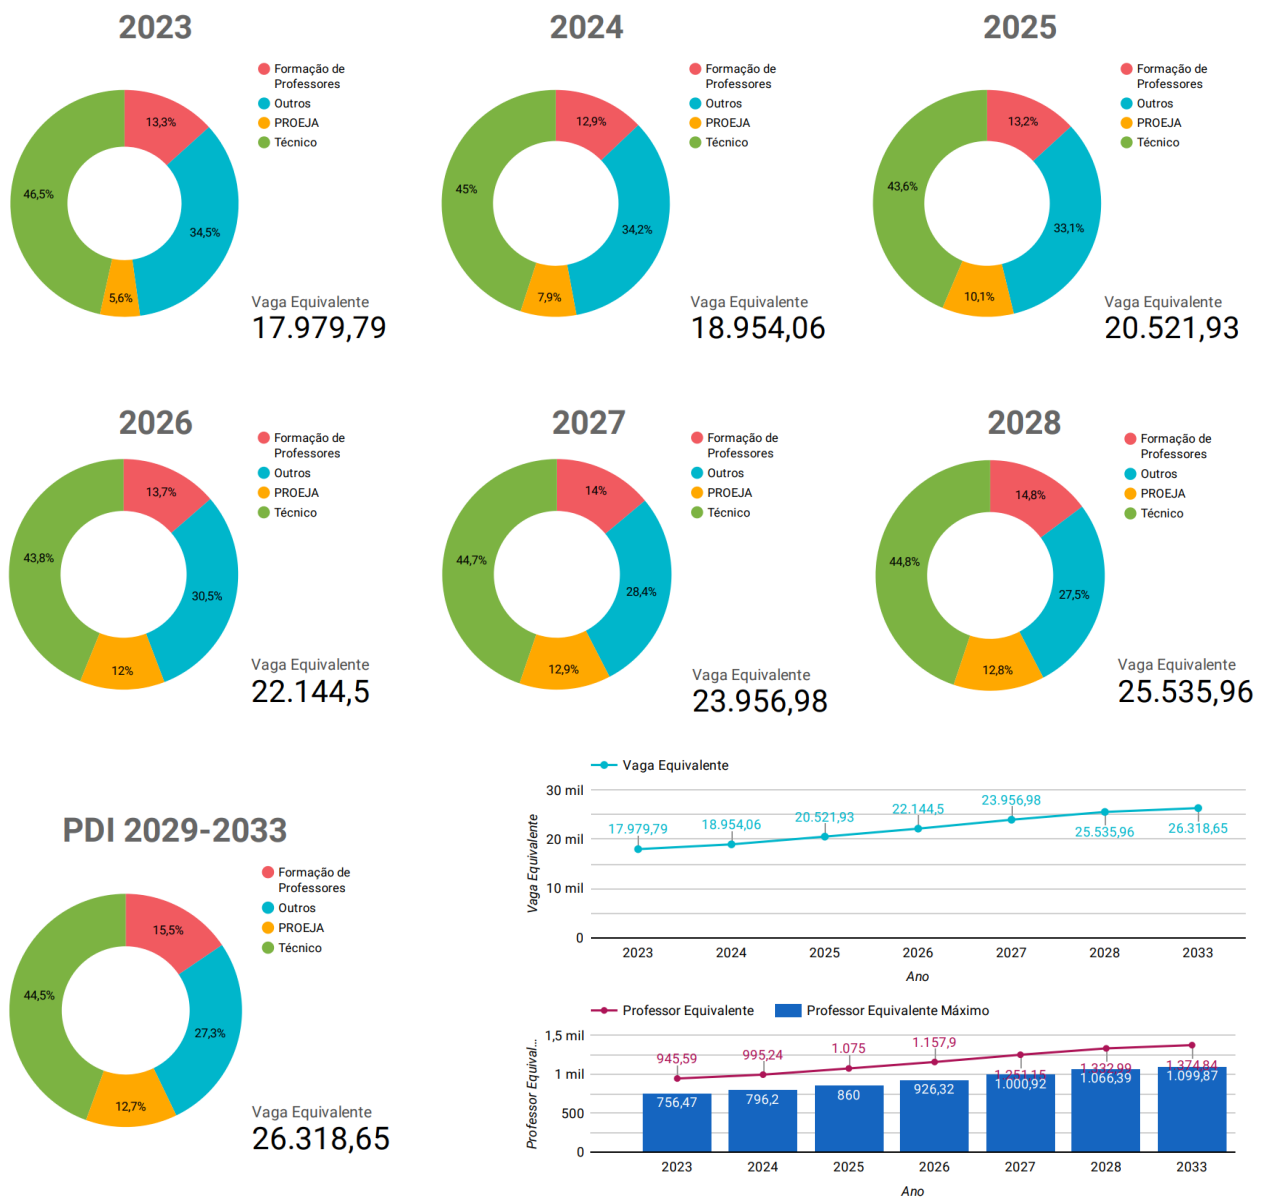 2023
Formação de
Professores
Outros
PROEJA
Técnico
13,3%
34,5%
5,6%
46,5%
Vaga Equivalente
17.979,79
2024
Formação de
Professores
Outros
PROEJA
Técnico
12,9%
34,2%
7,9%
45%
Vaga Equivalente
18.954,06
2025
Formação de
Professores
Outros
PROEJA
Técnico
13,2%
33,1%
10,1%
43,6%
Vaga Equivalente
20.521,93
2026
Formação de
Professores
Outros
PROEJA
Técnico
13,7%
30,5%
12%
43,8%
Vaga Equivalente
22.144,5
2027
Formação de
Professores
Outros
PROEJA
Técnico
14%
28,4%
12,9%
44,7%
Vaga Equivalente
23.956,98
2028
Formação de
Professores
Outros
PROEJA
Técnico
14,8%
27,5%
12,8%
44,8%
Vaga Equivalente
25.535,96
PDI 2029-2033
Formação de
Professores
Outros
PROEJA
Técnico
15,5%
27,3%
12,7%
44,5%
Vaga Equivalente
26.318,65
Vaga Equivalente
Vaga Equivalente
30 mil
20 mil
10 mil
0
17.979,79
18.954,06
20.521,93
22.144,5
23.956,98
25.535,96
26.318,65
2023
2024
2025
2026
2027
2028
2033
Ano
Professor Equivalente
Professor Equivalente Máximo
Professor Equival...
1,5 mil
1 mil
500
0
945,59
995,24
1.075
1.157,9
1.251,15
1.332,99
1.374,84
756,47
796,2
860
926,32
1.000,92
1.066,39
1.099,87
2023
2024
2025
2026
2027
2028
2033
Ano